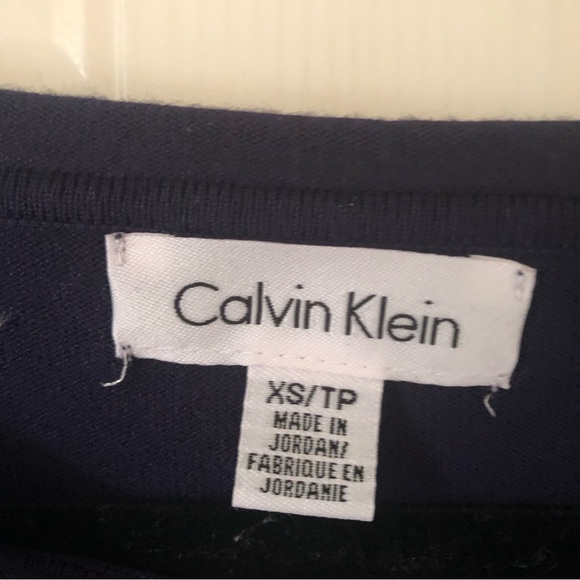 Calvin Klein
XS/TP
MADE IN
JORDAN/
FABRIQUE EN
JORDANIE